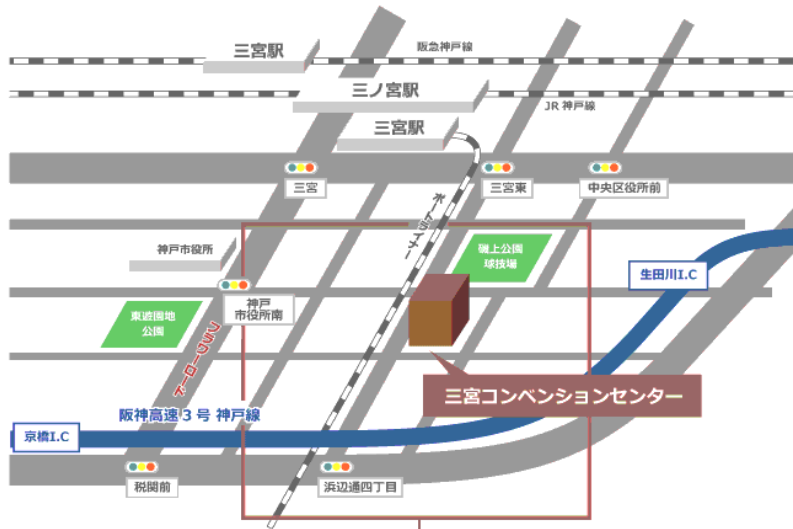 三宮駅
阪急神戸線
三ノ宮駅
JR 神戸線
三宮駅
三宮
三宮東
中央区役所前
ポートライナー
神戸市役所
磯上公園
球技場
生田川I.C
神戸
市役所南
東遊園地
公園
フラワーロード
三宮コンベンションセンター
阪神高速3号 神戸線
京橋I.C
税関前
浜辺通四丁目